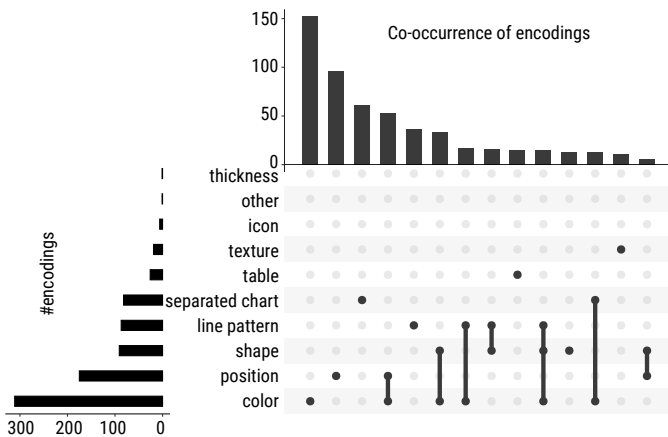 Co-occurrence of encodings
150
100
50
0
thickness
other
icon
texture
table
separated chart
line pattern
shape
position
color
#encodings
300 200 100 0